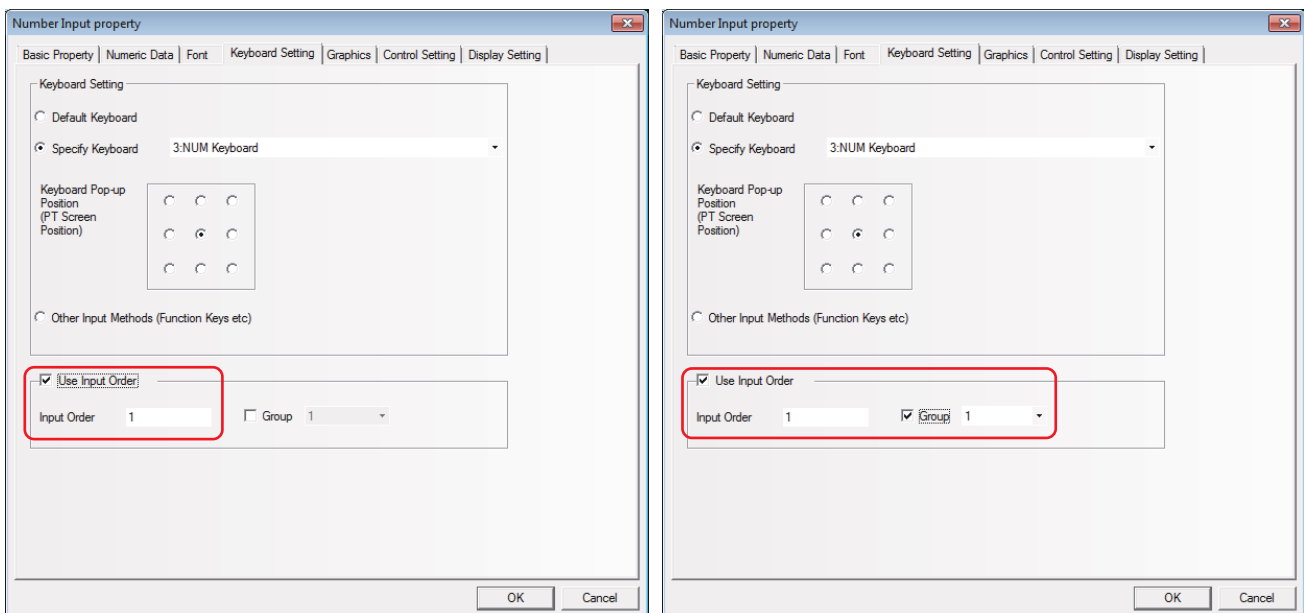 Number Input property
Basic Property Numeric Data Font Keyboard Setting Graphics Control Setting Display Setting
Keyboard Setting
Default Keyboard
Specify Keyboard 3:NUM Keyboard
Keyboard Pop-up
Position
(PT Screen
Position)
Other Input Methods (Function Keys etc)
Use Input Order
Input Order 1 Group 1
OK Cancel
Number Input property
Basic Property Numeric Data Font Keyboard Setting Graphics Control Setting Display Setting
Keyboard Setting
Default Keyboard
Specify Keyboard 3:NUM Keyboard
Keyboard Pop-up
Position
(PT Screen
Position)
Other Input Methods (Function Keys etc)
Use Input Order
Input Order 1 Group 1
OK Cancel